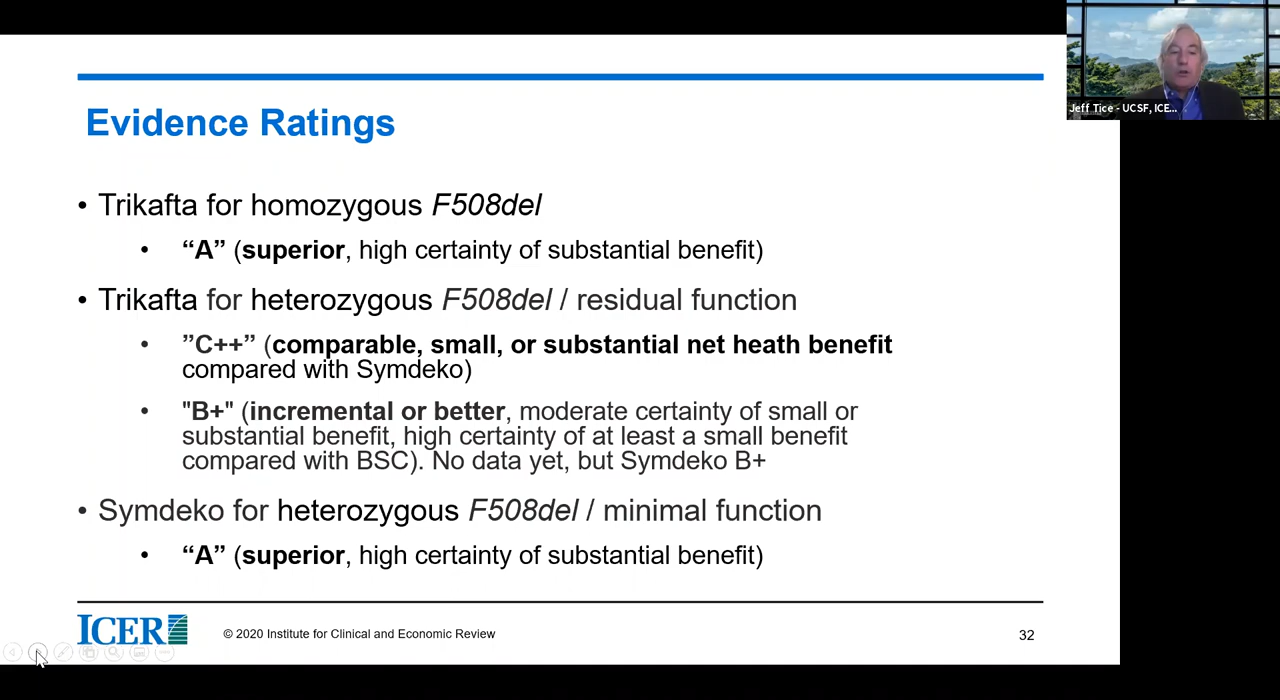 Jeff Tice - UCSF, ICE...
Evidence Ratings
• Trikafta for homozygous F508del
• “A” (superior, high certainty of substantial benefit)
• Trikafta for heterozygous F508del / residual function
• ”C++” (comparable, small, or substantial net heath benefit
compared with Symdeko)
• "B+" (incremental or better, moderate certainty of small or
substantial benefit, high certainty of at least a small benefit
compared with BSC). No data yet, but Symdeko B+
• Symdeko for heterozygous F508del / minimal function
• “A” (superior, high certainty of substantial benefit)
ICER
© 2020 Institute for Clinical and Economic Review
32